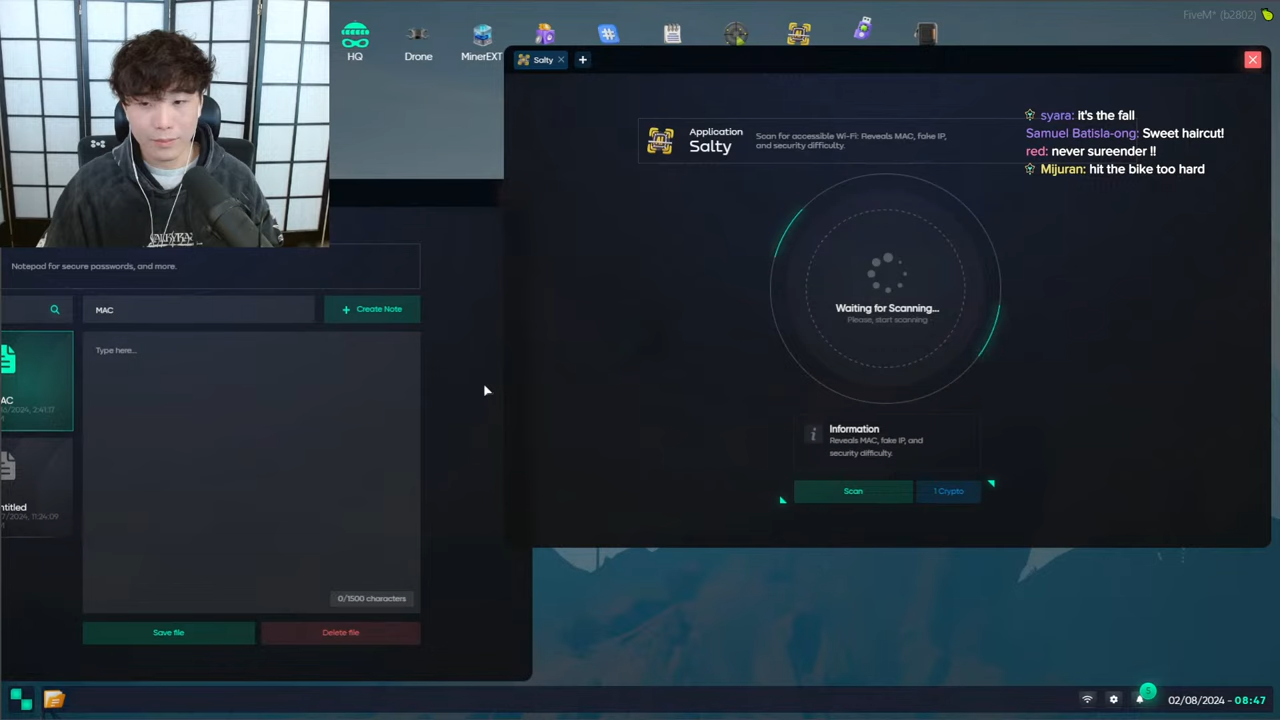 FiveM* (b2802)
HQ
Drone
MinerEXT
Salty
Application
Salty
Scan for accessible Wi-Fi: Reveals MAC, fake IP,
and security difficulty.
syara: it's the fall
Samuel Batisla-ong: Sweet haircut!
red: never sureender !!
Mijuran: hit the bike too hard
Notepad for secure passwords, and more.
MAC
+ Create Note
Type here...
Waiting for Scanning...
Please, start scanning
Information
Reveals MAC, fake IP, and
security difficulty.
Scan
1 Crypto
0/1500 characters
Save file
Delete file
5
02/08/2024 - 08:47